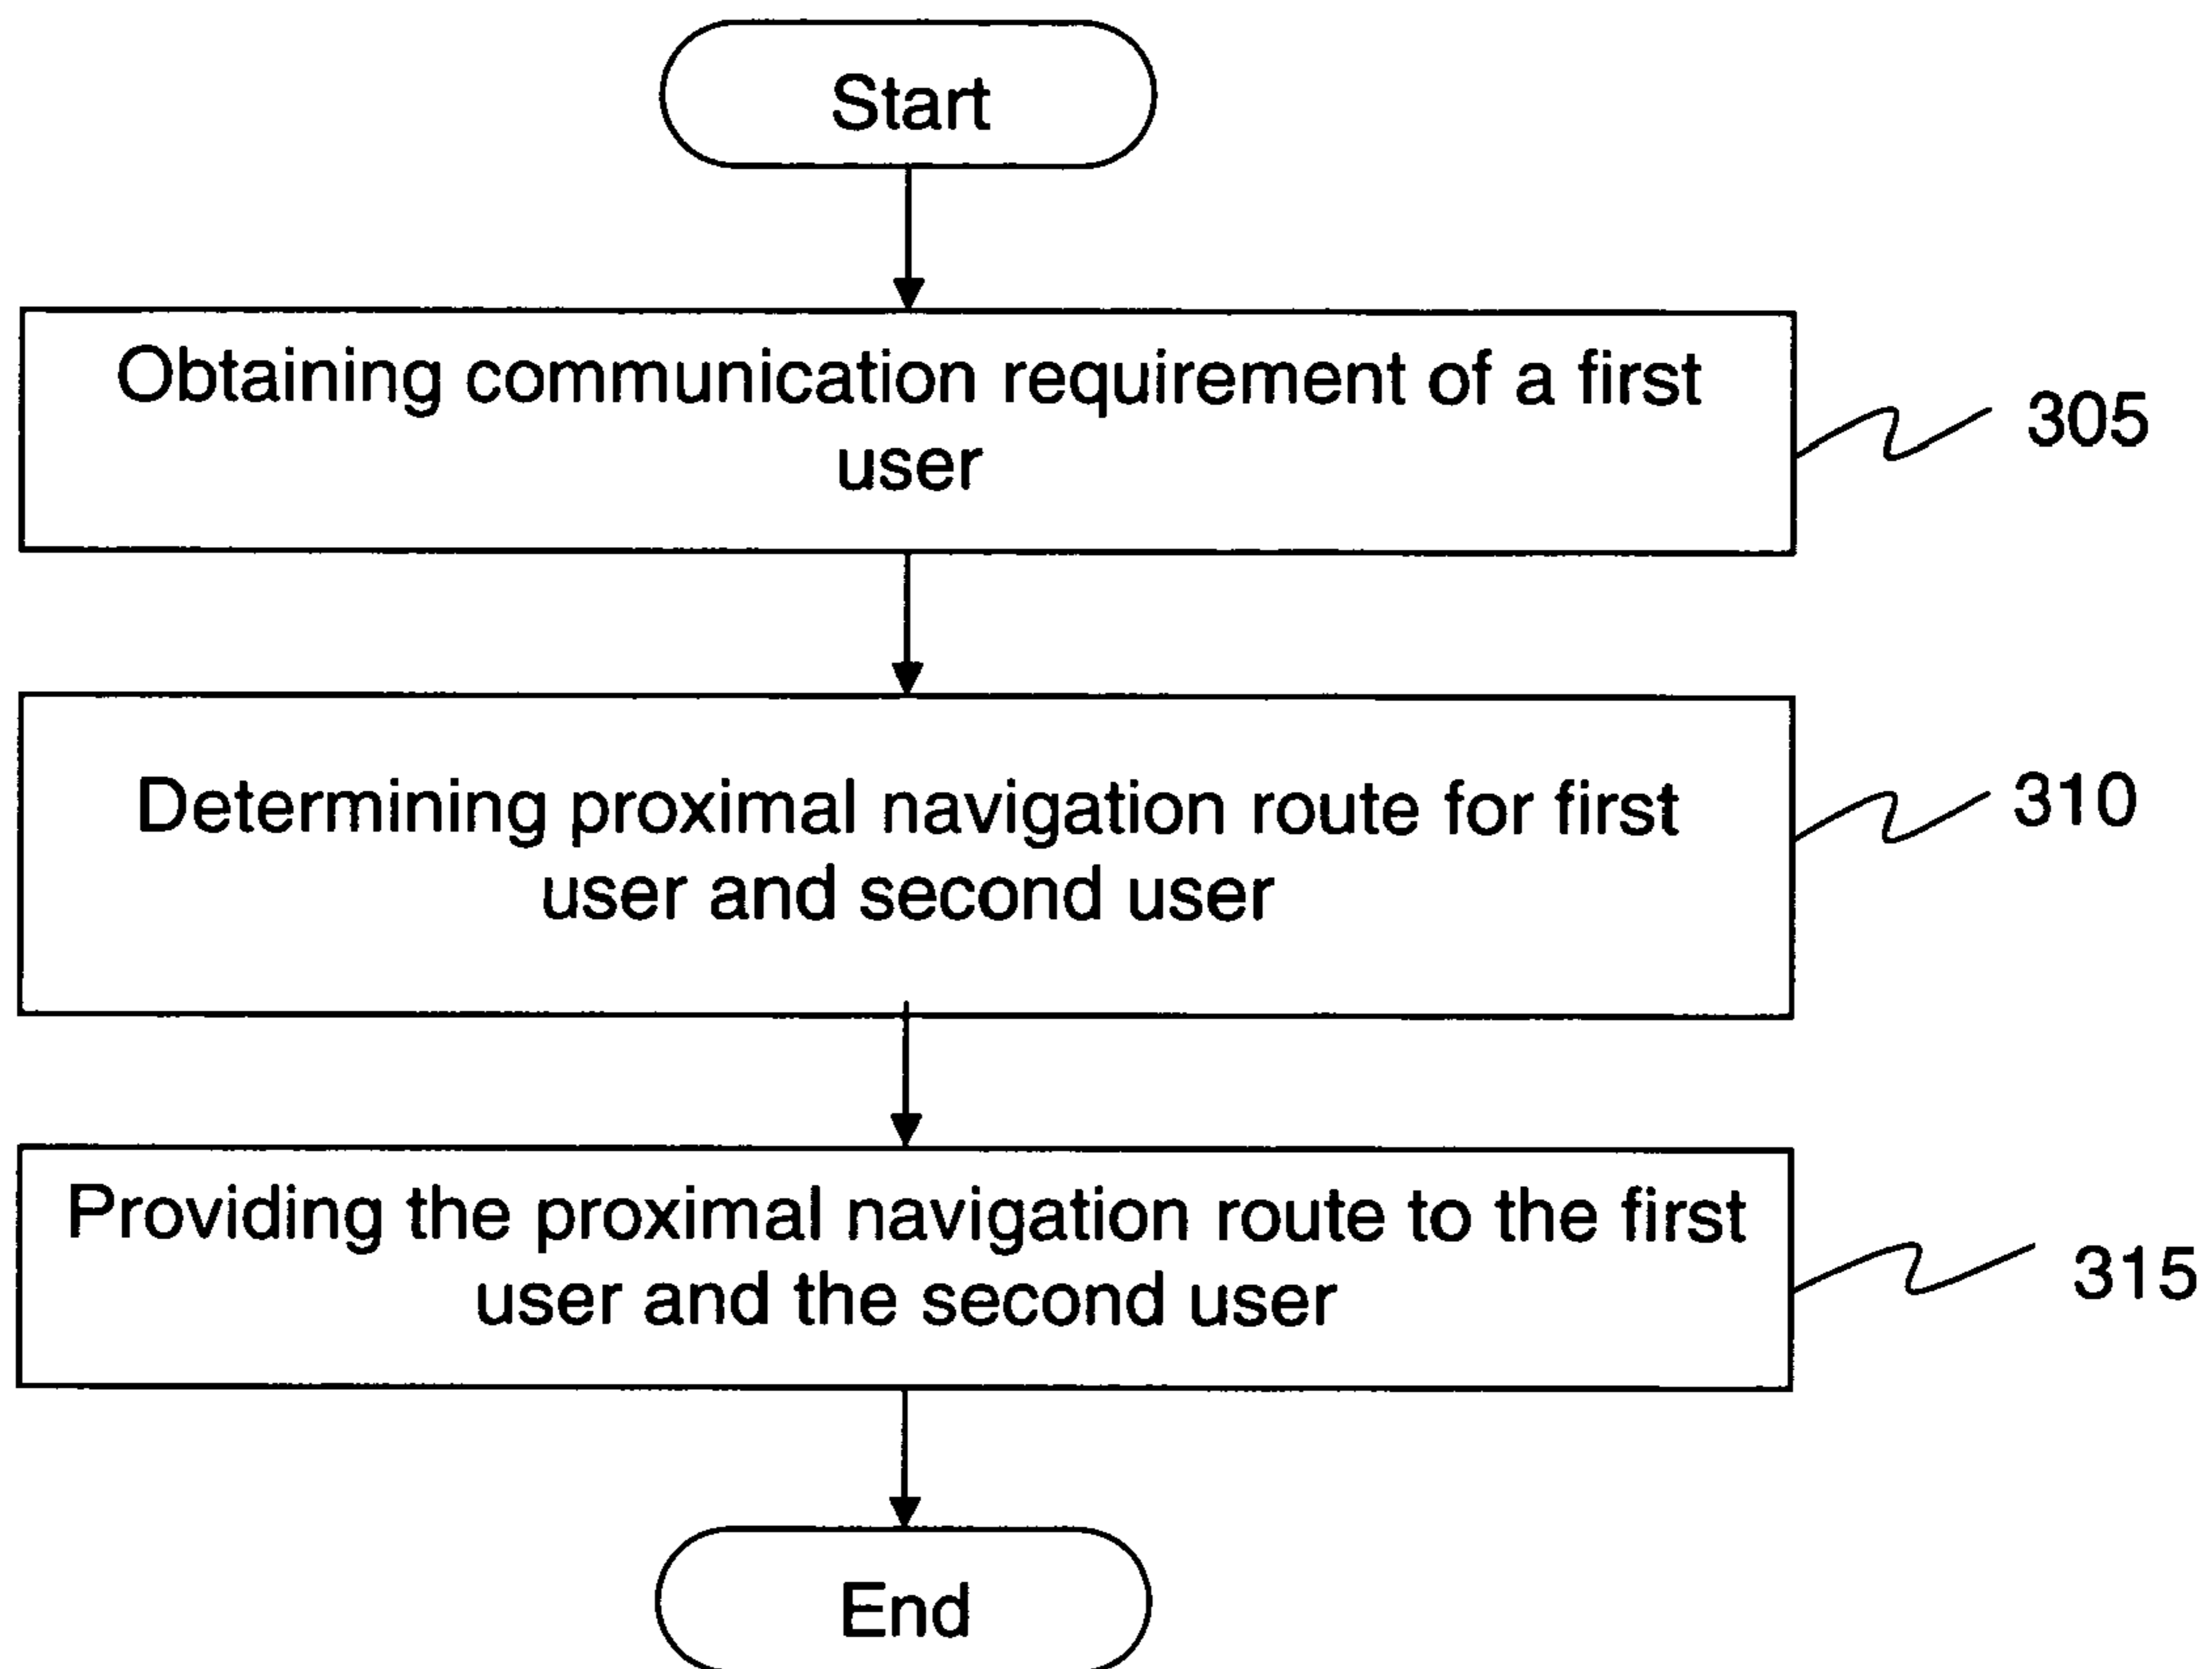 Start
Obtaining communication requirement of a first
user
305
Determining proximal navigation route for first
user and second user
310
Providing the proximal navigation route to the first
user and the second user
315
End